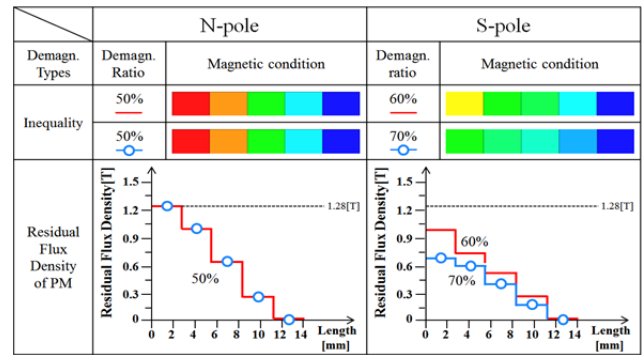 N-pole
S-pole
Demagn. Types
Demagn. Ratio
Magnetic condition
Demagn. ratio
Magnetic condition
Inequality
50%
60%
50%
70%
Residual Flux Density of PM
Residual Flux Density[T]
1.5
1.2
0.9
0.6
0.3
0
1.28[T]
50%
0 2 4 6 8 10 12 14
Length [mm]
Residual Flux Density[T]
1.5
1.2
0.9
0.6
0.3
0
1.28[T]
60%
70%
0 2 4 6 8 10 12 14
Length [mm]